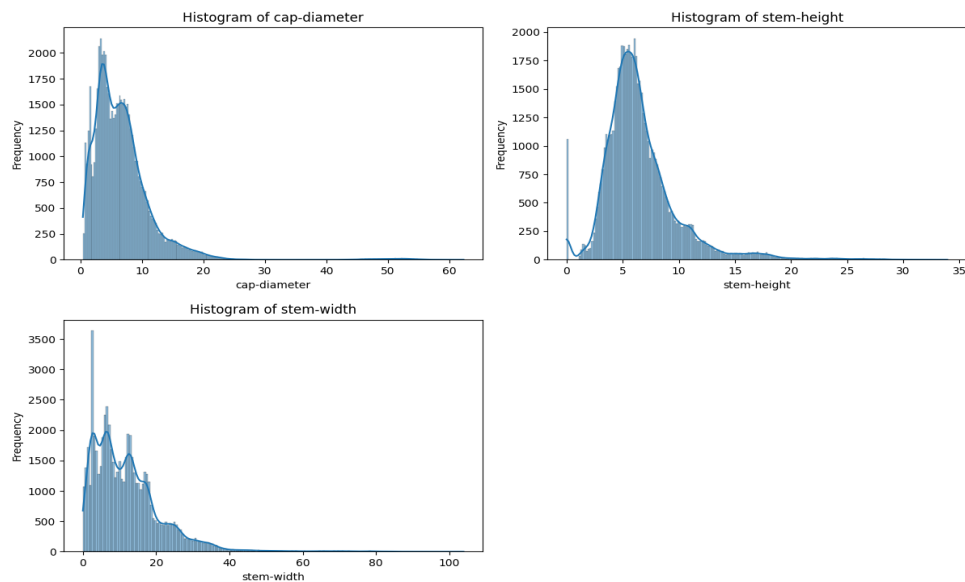 Histogram of cap-diameter
2000
1750
1500
1250
1000
750
500
250
0
Frequency
0 10 20 30 40 50 60
cap-diameter
Histogram of stem-height
2000
1750
1500
1250
1000
750
500
250
0
Frequency
0 5 10 15 20 25 30 35
stem-height
Histogram of stem-width
3500
3000
2500
2000
1500
1000
500
0
Frequency
0 20 40 60 80 100
stem-width